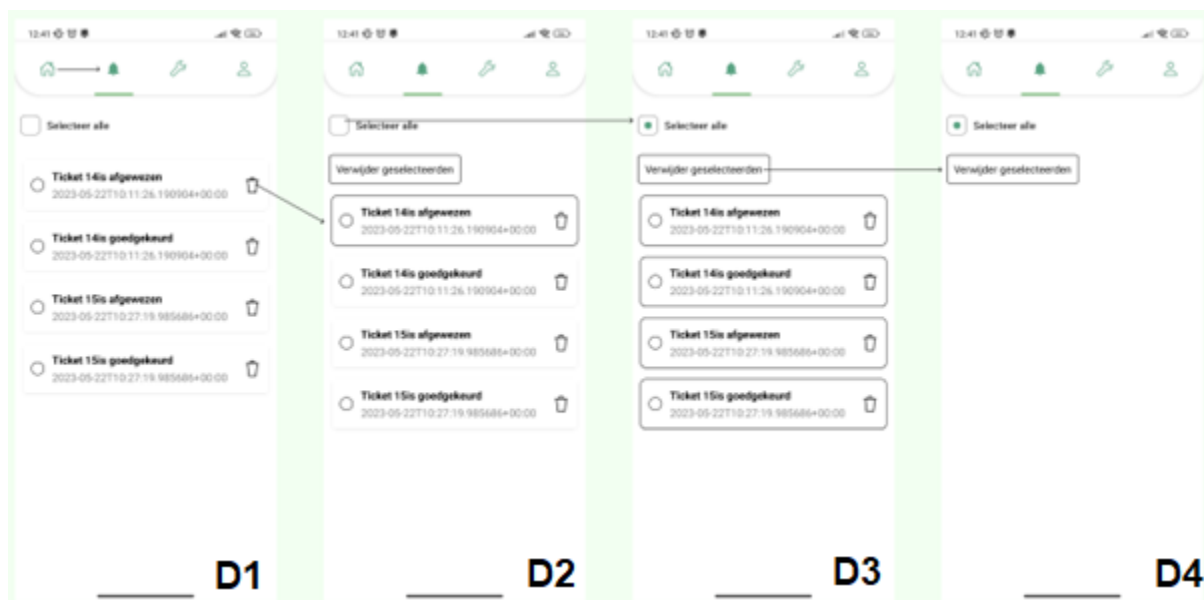 12:41
Selecteer alle
Ticket 14is afgewezen
2023-05-22T10:11:26.190904+00:00
Ticket 14is goedgekeurd
2023-05-22T10:11:26.190904+00:00
Ticket 15is afgewezen
2023-05-22T10:27:19.985686+00:00
Ticket 15is goedgekeurd
2023-05-22T10:27:19.985686+00:00
D1
12:41
Selecteer alle
Verwijder geselecteerden
Ticket 14is afgewezen
2023-05-22T10:11:26.190904+00:00
Ticket 14is goedgekeurd
2023-05-22T10:11:26.190904+00:00
Ticket 15is afgewezen
2023-05-22T10:27:19.985686+00:00
Ticket 15is goedgekeurd
2023-05-22T10:27:19.985686+00:00
D2
12:41
Selecteer alle
Verwijder geselecteerden
Ticket 14is afgewezen
2023-05-22T10:11:26.190904+00:00
Ticket 14is goedgekeurd
2023-05-22T10:11:26.190904+00:00
Ticket 15is afgewezen
2023-05-22T10:27:19.985686+00:00
Ticket 15is goedgekeurd
2023-05-22T10:27:19.985686+00:00
D3
12:41
Selecteer alle
Verwijder geselecteerden
D4